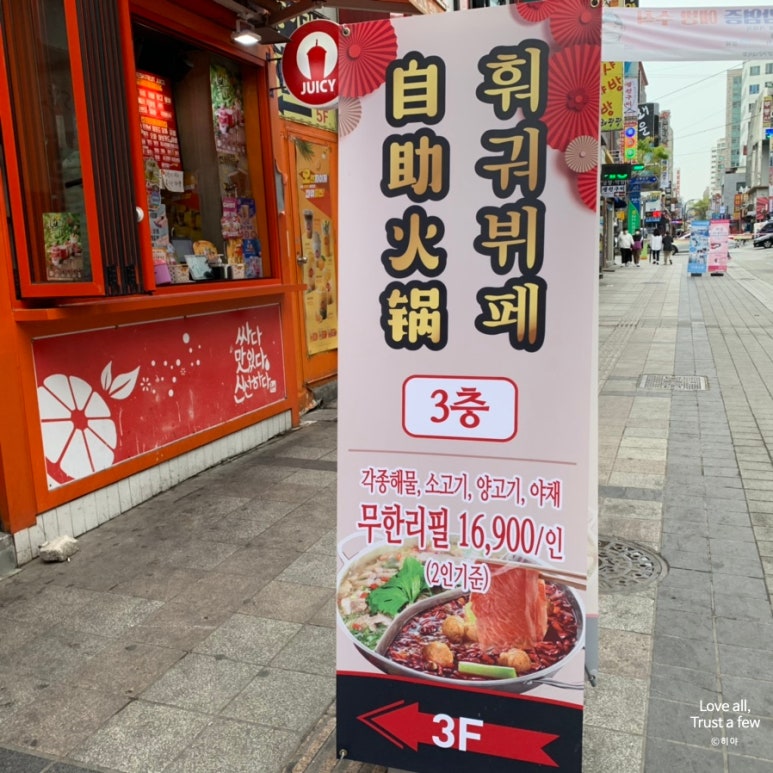 自助火锅
훠궈뷔페
3층
각종해물, 소고기, 양고기, 야채
무한리필 16,900/인
(2인기준)
3F
JUICY
5F
싸다
맛있다
신선하다
Love all,
Trust a few
©히야